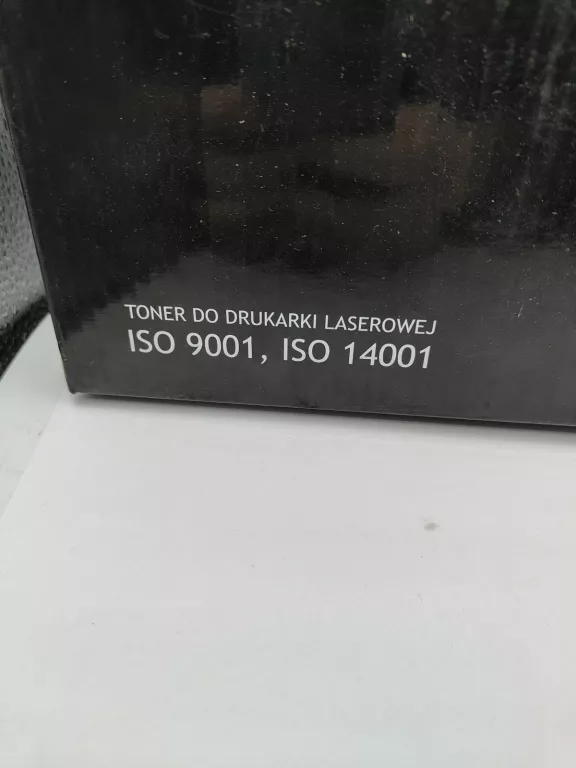 TONER DO DRUKARKI LASEROWEJ
ISO 9001, ISO 14001